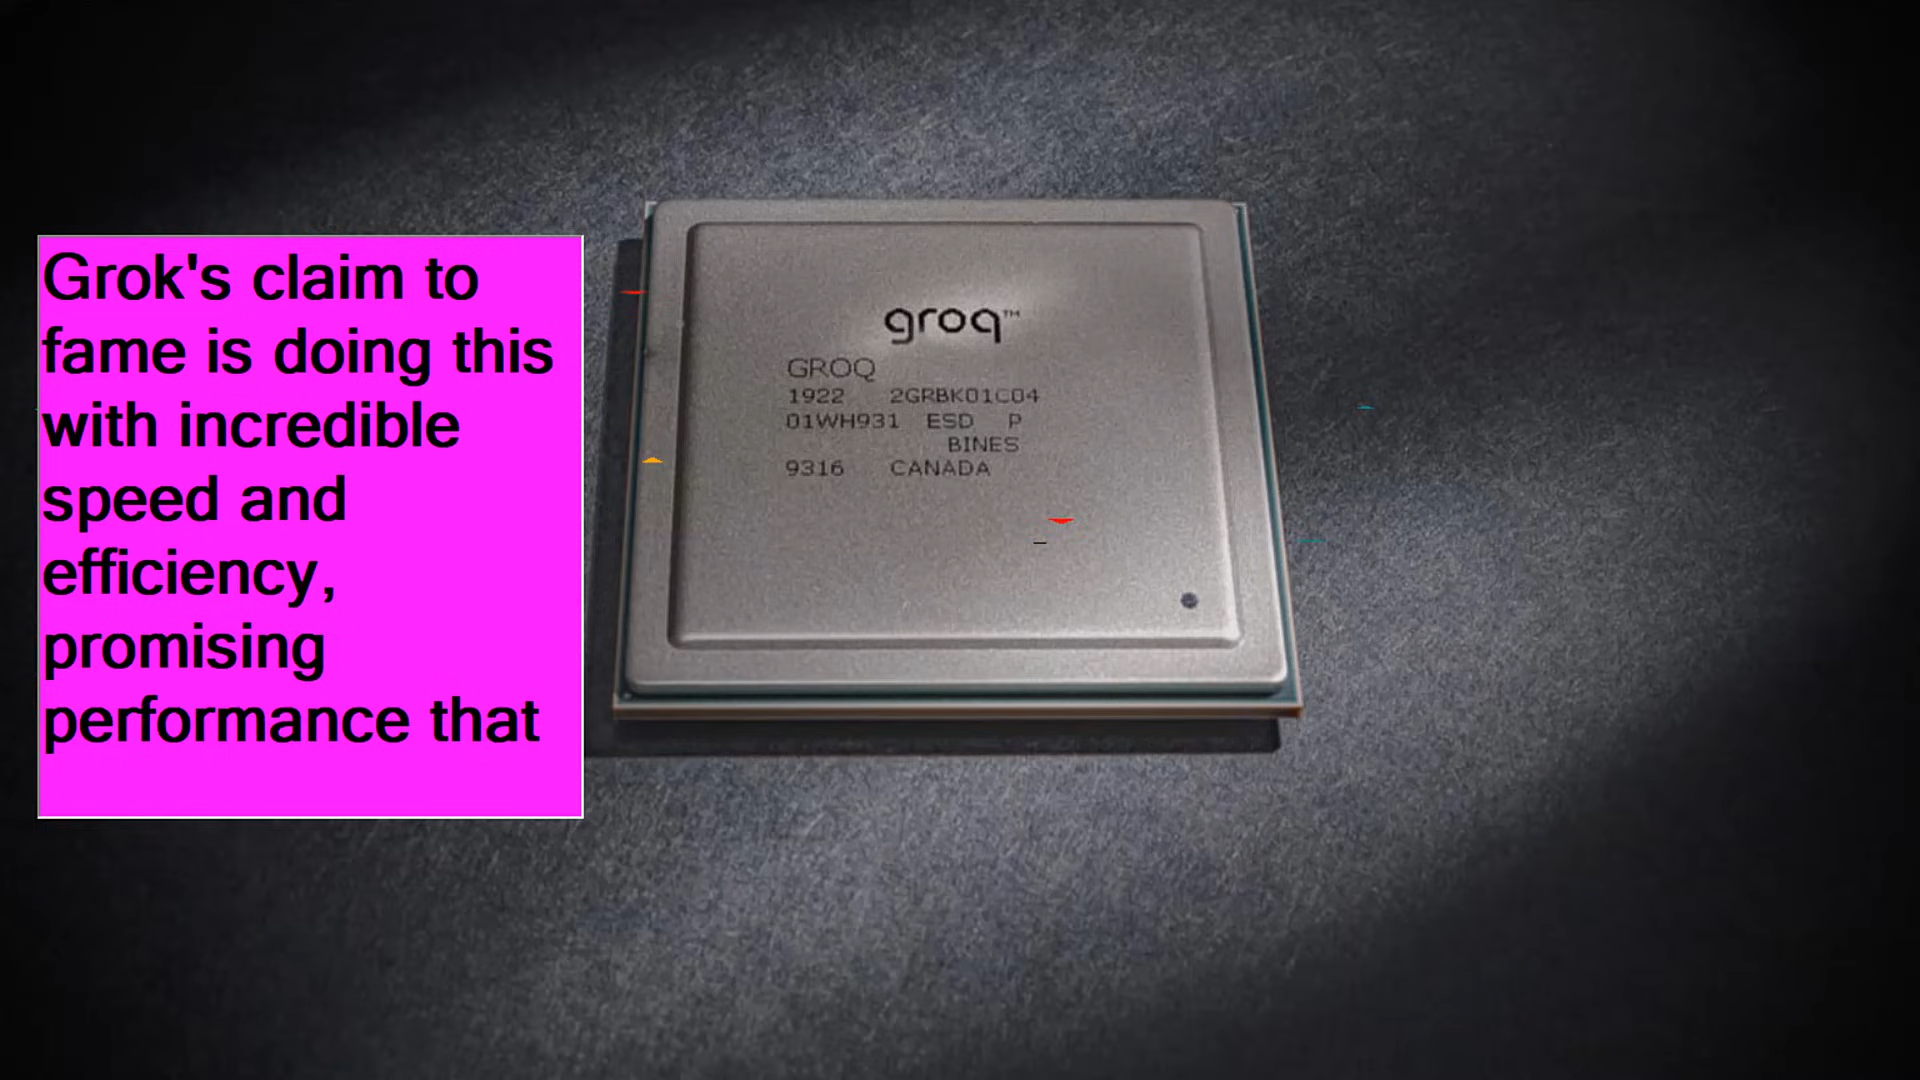 Grok's claim to
fame is doing this
with incredible
speed and
efficiency,
promising
performance that
groq™
GROQ
1922 2GRBK01C04
01WH931 ESD P
BINES
9316 CANADA